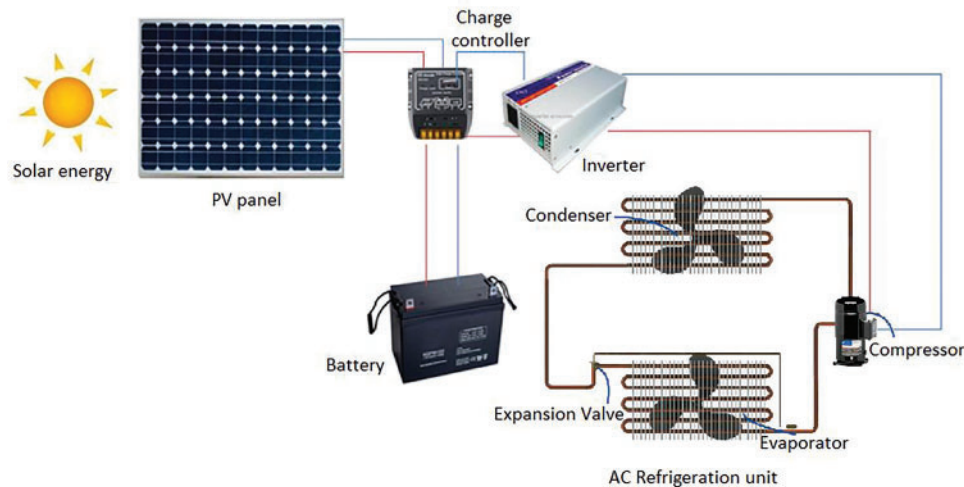 Charge
controller
Solar energy
PV panel
Inverter
Condenser
Battery
Compressor
Expansion Valve
Evaporator
AC Refrigeration unit